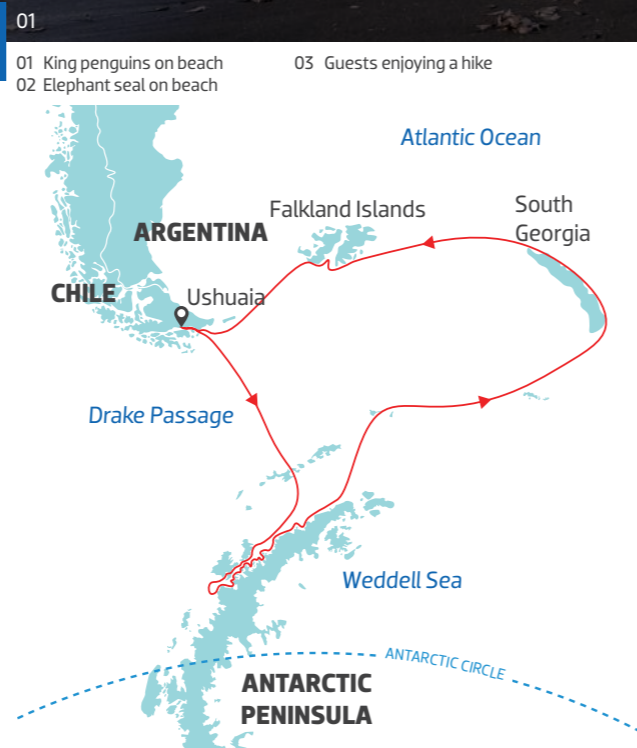 01
01 King penguins on beach
02 Elephant seal on beach
03 Guests enjoying a hike
Atlantic Ocean
Falkland Islands
South
Georgia
ARGENTINA
CHILE
Ushuaia
Drake Passage
Weddell Sea
ANTARCTIC CIRCLE
ANTARCTIC
PENINSULA